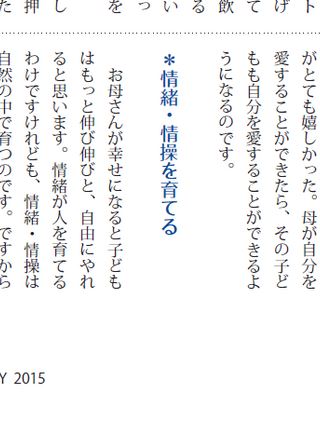 ト
げ
て
飲
る
い
っ
を
た
押
がとても嬉しかった。母が自分を
愛することができたら、その子ど
もも自分を愛することができるよ
うになるのです。
＊情緒・情操を育てる
お母さんが幸せになると子ども
はもっと伸び伸びと、自由にやれ
ると思います。情緒が人を育てる
わけですけれども、情緒・情操は
自然の中で育つのです。ですから
Y 2015